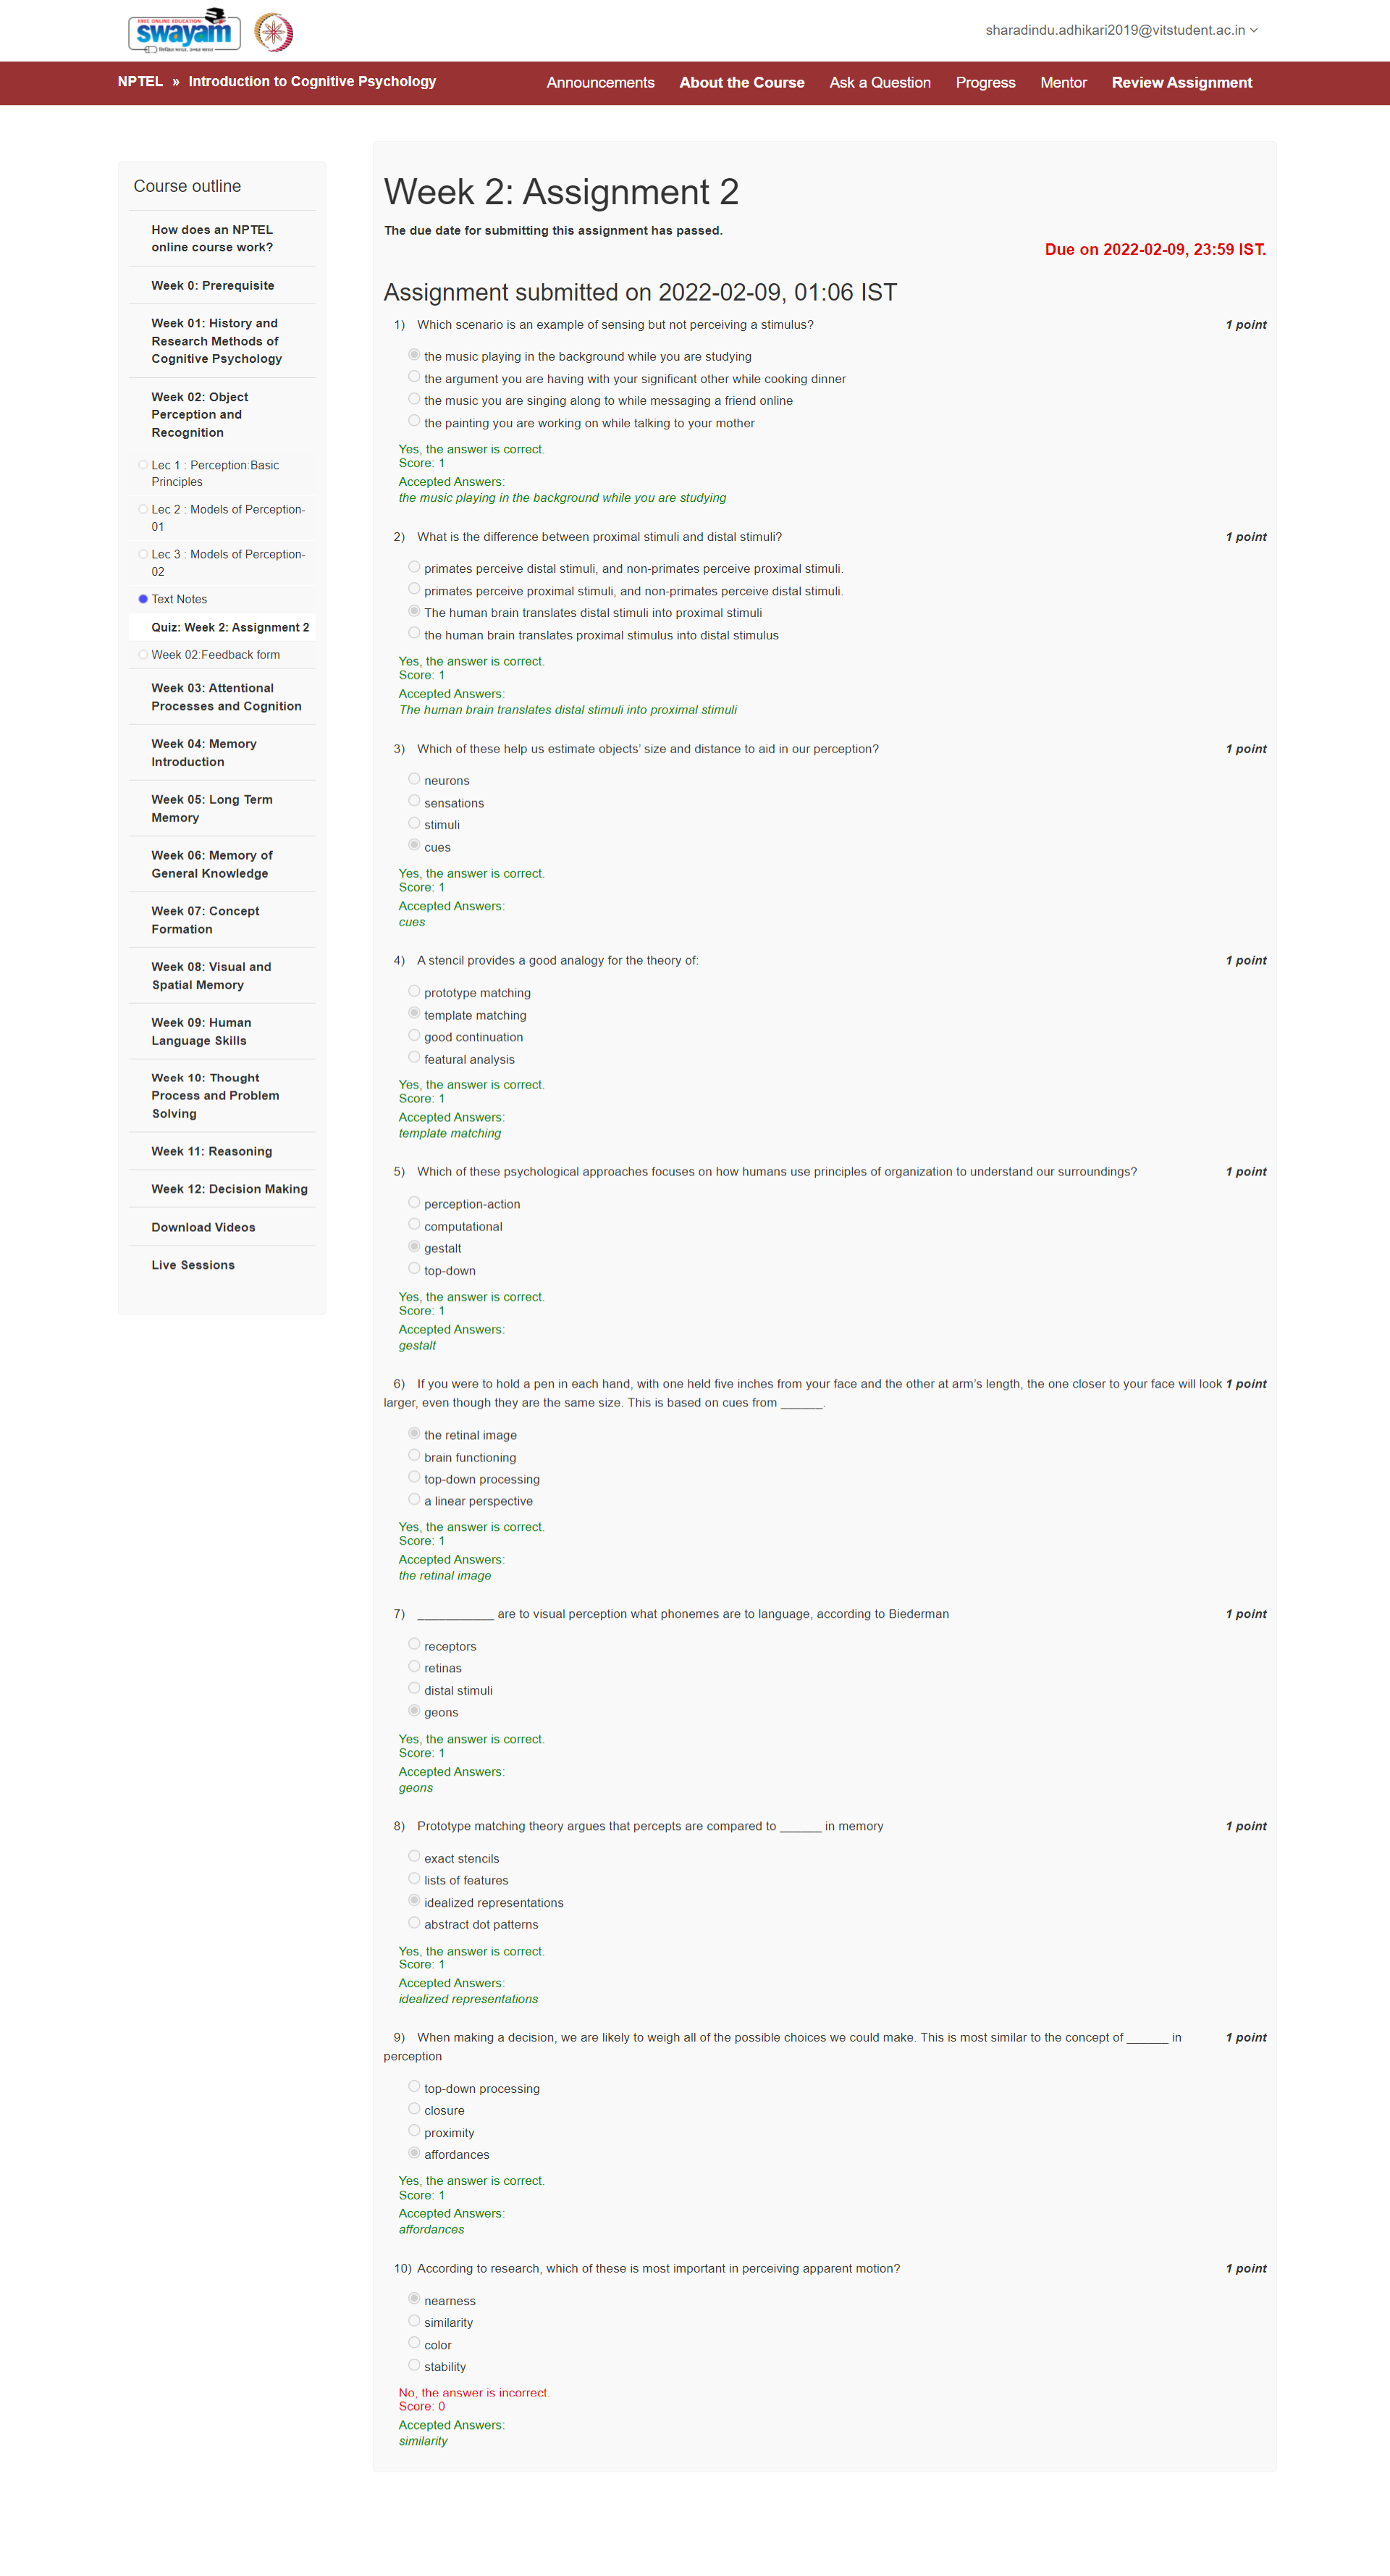 FREE ONLINE EDUCATION
swayam
sharadindu.adhikari2019@vitstudent.ac.in
NPTEL » Introduction to Cognitive Psychology
Announcements About the Course Ask a Question Progress Mentor Review Assignment
Course outline
How does an NPTEL
online course work?
Week 0: Prerequisite
Week 01: History and
Research Methods of
Cognitive Psychology
Week 02: Object
Perception and
Recognition
Lec 1 : Perception:Basic
Principles
Lec 2 : Models of Perception-
01
Lec 3 : Models of Perception-
02
Text Notes
Quiz: Week 2: Assignment 2
Week 02:Feedback form
Week 03: Attentional
Processes and Cognition
Week 04: Memory
Introduction
Week 05: Long Term
Memory
Week 06: Memory of
General Knowledge
Week 07: Concept
Formation
Week 08: Visual and
Spatial Memory
Week 09: Human
Language Skills
Week 10: Thought
Process and Problem
Solving
Week 11: Reasoning
Week 12: Decision Making
Download Videos
Live Sessions
Week 2: Assignment 2
The due date for submitting this assignment has passed.
Due on 2022-02-09, 23:59 IST.
Assignment submitted on 2022-02-09, 01:06 IST
1) Which scenario is an example of sensing but not perceiving a stimulus? 1 point
the music playing in the background while you are studying
the argument you are having with your significant other while cooking dinner
the music you are singing along to while messaging a friend online
the painting you are working on while talking to your mother
Yes, the answer is correct.
Score: 1
Accepted Answers:
the music playing in the background while you are studying
2) What is the difference between proximal stimuli and distal stimuli? 1 point
primates perceive distal stimuli, and non-primates perceive proximal stimuli.
primates perceive proximal stimuli, and non-primates perceive distal stimuli.
The human brain translates distal stimuli into proximal stimuli
the human brain translates proximal stimulus into distal stimulus
Yes, the answer is correct.
Score: 1
Accepted Answers:
The human brain translates distal stimuli into proximal stimuli
3) Which of these help us estimate objects’ size and distance to aid in our perception? 1 point
neurons
sensations
stimuli
cues
Yes, the answer is correct.
Score: 1
Accepted Answers:
cues
4) A stencil provides a good analogy for the theory of: 1 point
prototype matching
template matching
good continuation
featural analysis
Yes, the answer is correct.
Score: 1
Accepted Answers:
template matching
5) Which of these psychological approaches focuses on how humans use principles of organization to understand our surroundings? 1 point
perception-action
computational
gestalt
top-down
Yes, the answer is correct.
Score: 1
Accepted Answers:
gestalt
6) If you were to hold a pen in each hand, with one held five inches from your face and the other at arm’s length, the one closer to your face will look 1 point
larger, even though they are the same size. This is based on cues from ______.
the retinal image
brain functioning
top-down processing
a linear perspective
Yes, the answer is correct.
Score: 1
Accepted Answers:
the retinal image
7) ___________ are to visual perception what phonemes are to language, according to Biederman 1 point
receptors
retinas
distal stimuli
geons
Yes, the answer is correct.
Score: 1
Accepted Answers:
geons
8) Prototype matching theory argues that percepts are compared to ______ in memory 1 point
exact stencils
lists of features
idealized representations
abstract dot patterns
Yes, the answer is correct.
Score: 1
Accepted Answers:
idealized representations
9) When making a decision, we are likely to weigh all of the possible choices we could make. This is most similar to the concept of ______ in 1 point
perception
top-down processing
closure
proximity
affordances
Yes, the answer is correct.
Score: 1
Accepted Answers:
affordances
10) According to research, which of these is most important in perceiving apparent motion? 1 point
nearness
similarity
color
stability
No, the answer is incorrect.
Score: 0
Accepted Answers:
similarity